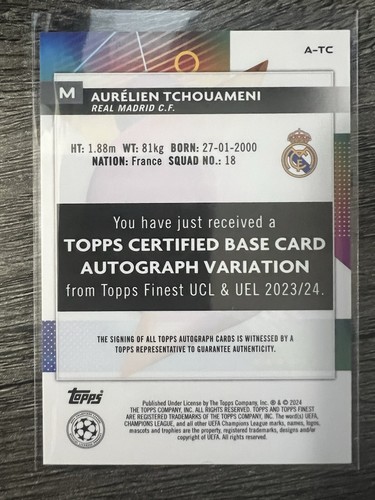 A-TC
M AURÉLIEN TCHOUAMENI
REAL MADRID C.F.
HT: 1.88m WT: 81kg BORN: 27-01-2000
NATION: France SQUAD NO.: 18
You have just received a
TOPPS CERTIFIED BASE CARD
AUTOGRAPH VARIATION
from Topps Finest UCL & UEL 2023/24.
THE SIGNING OF ALL TOPPS AUTOGRAPH CARDS IS WITNESSED BY A
TOPPS REPRESENTATIVE TO GUARANTEE AUTHENTICITY.
Topps
Published Under License by The Topps Company, Inc. ® & © 2024
THE TOPPS COMPANY, INC. ALL RIGHTS RESERVED. TOPPS AND TOPPS FINEST
ARE REGISTERED TRADEMARKS OF THE TOPPS COMPANY, INC. The word(s) UEFA,
CHAMPIONS LEAGUE, and all other UEFA Champions League marks, names, logos,
mascots and trophies are the property, registered trademarks, designs and/or
copyright of UEFA. All rights reserved.